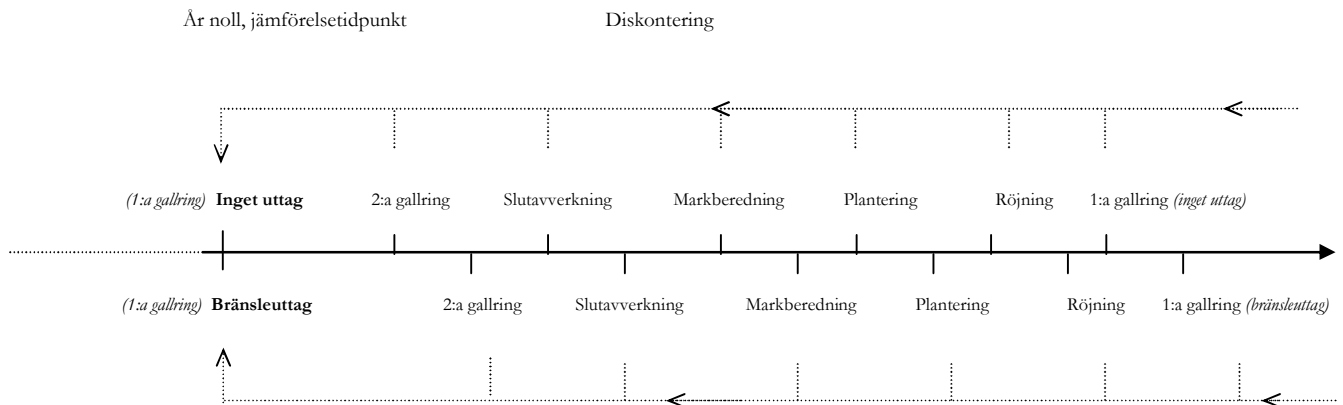 År noll, jämförelsetidpunkt Diskontering
(1:a gallring) Inget uttag 2:a gallring Slutavverkning Markberedning Plantering Röjning 1:a gallring (inget uttag)
(1:a gallring) Bränsleuttag 2:a gallring Slutavverkning Markberedning Plantering Röjning 1:a gallring (bränsleuttag)